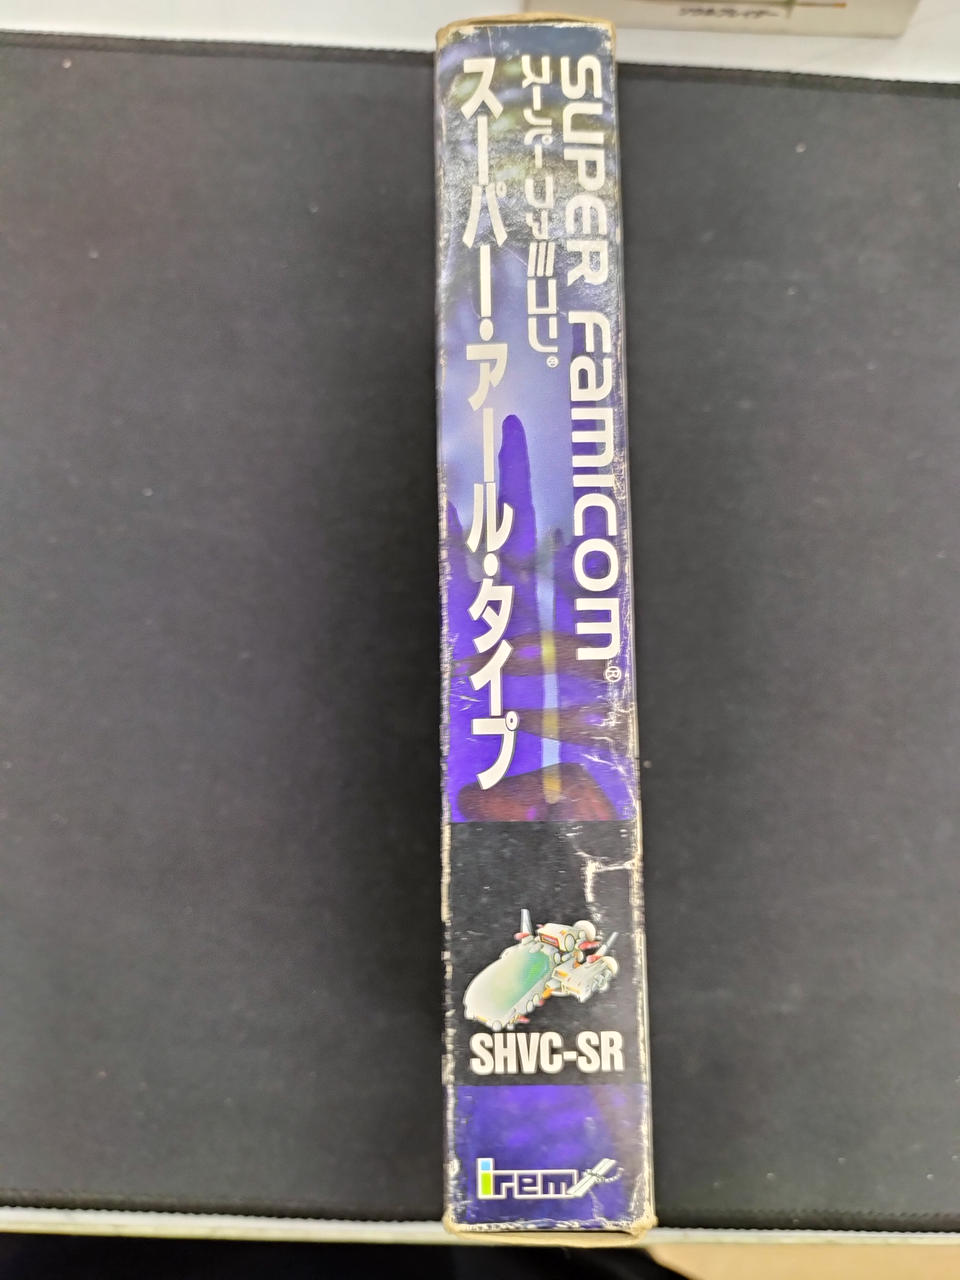 SUPER Famicom®
スーパーファミコン®
スーパー・アール・タイプ
SHVC-SR
irem